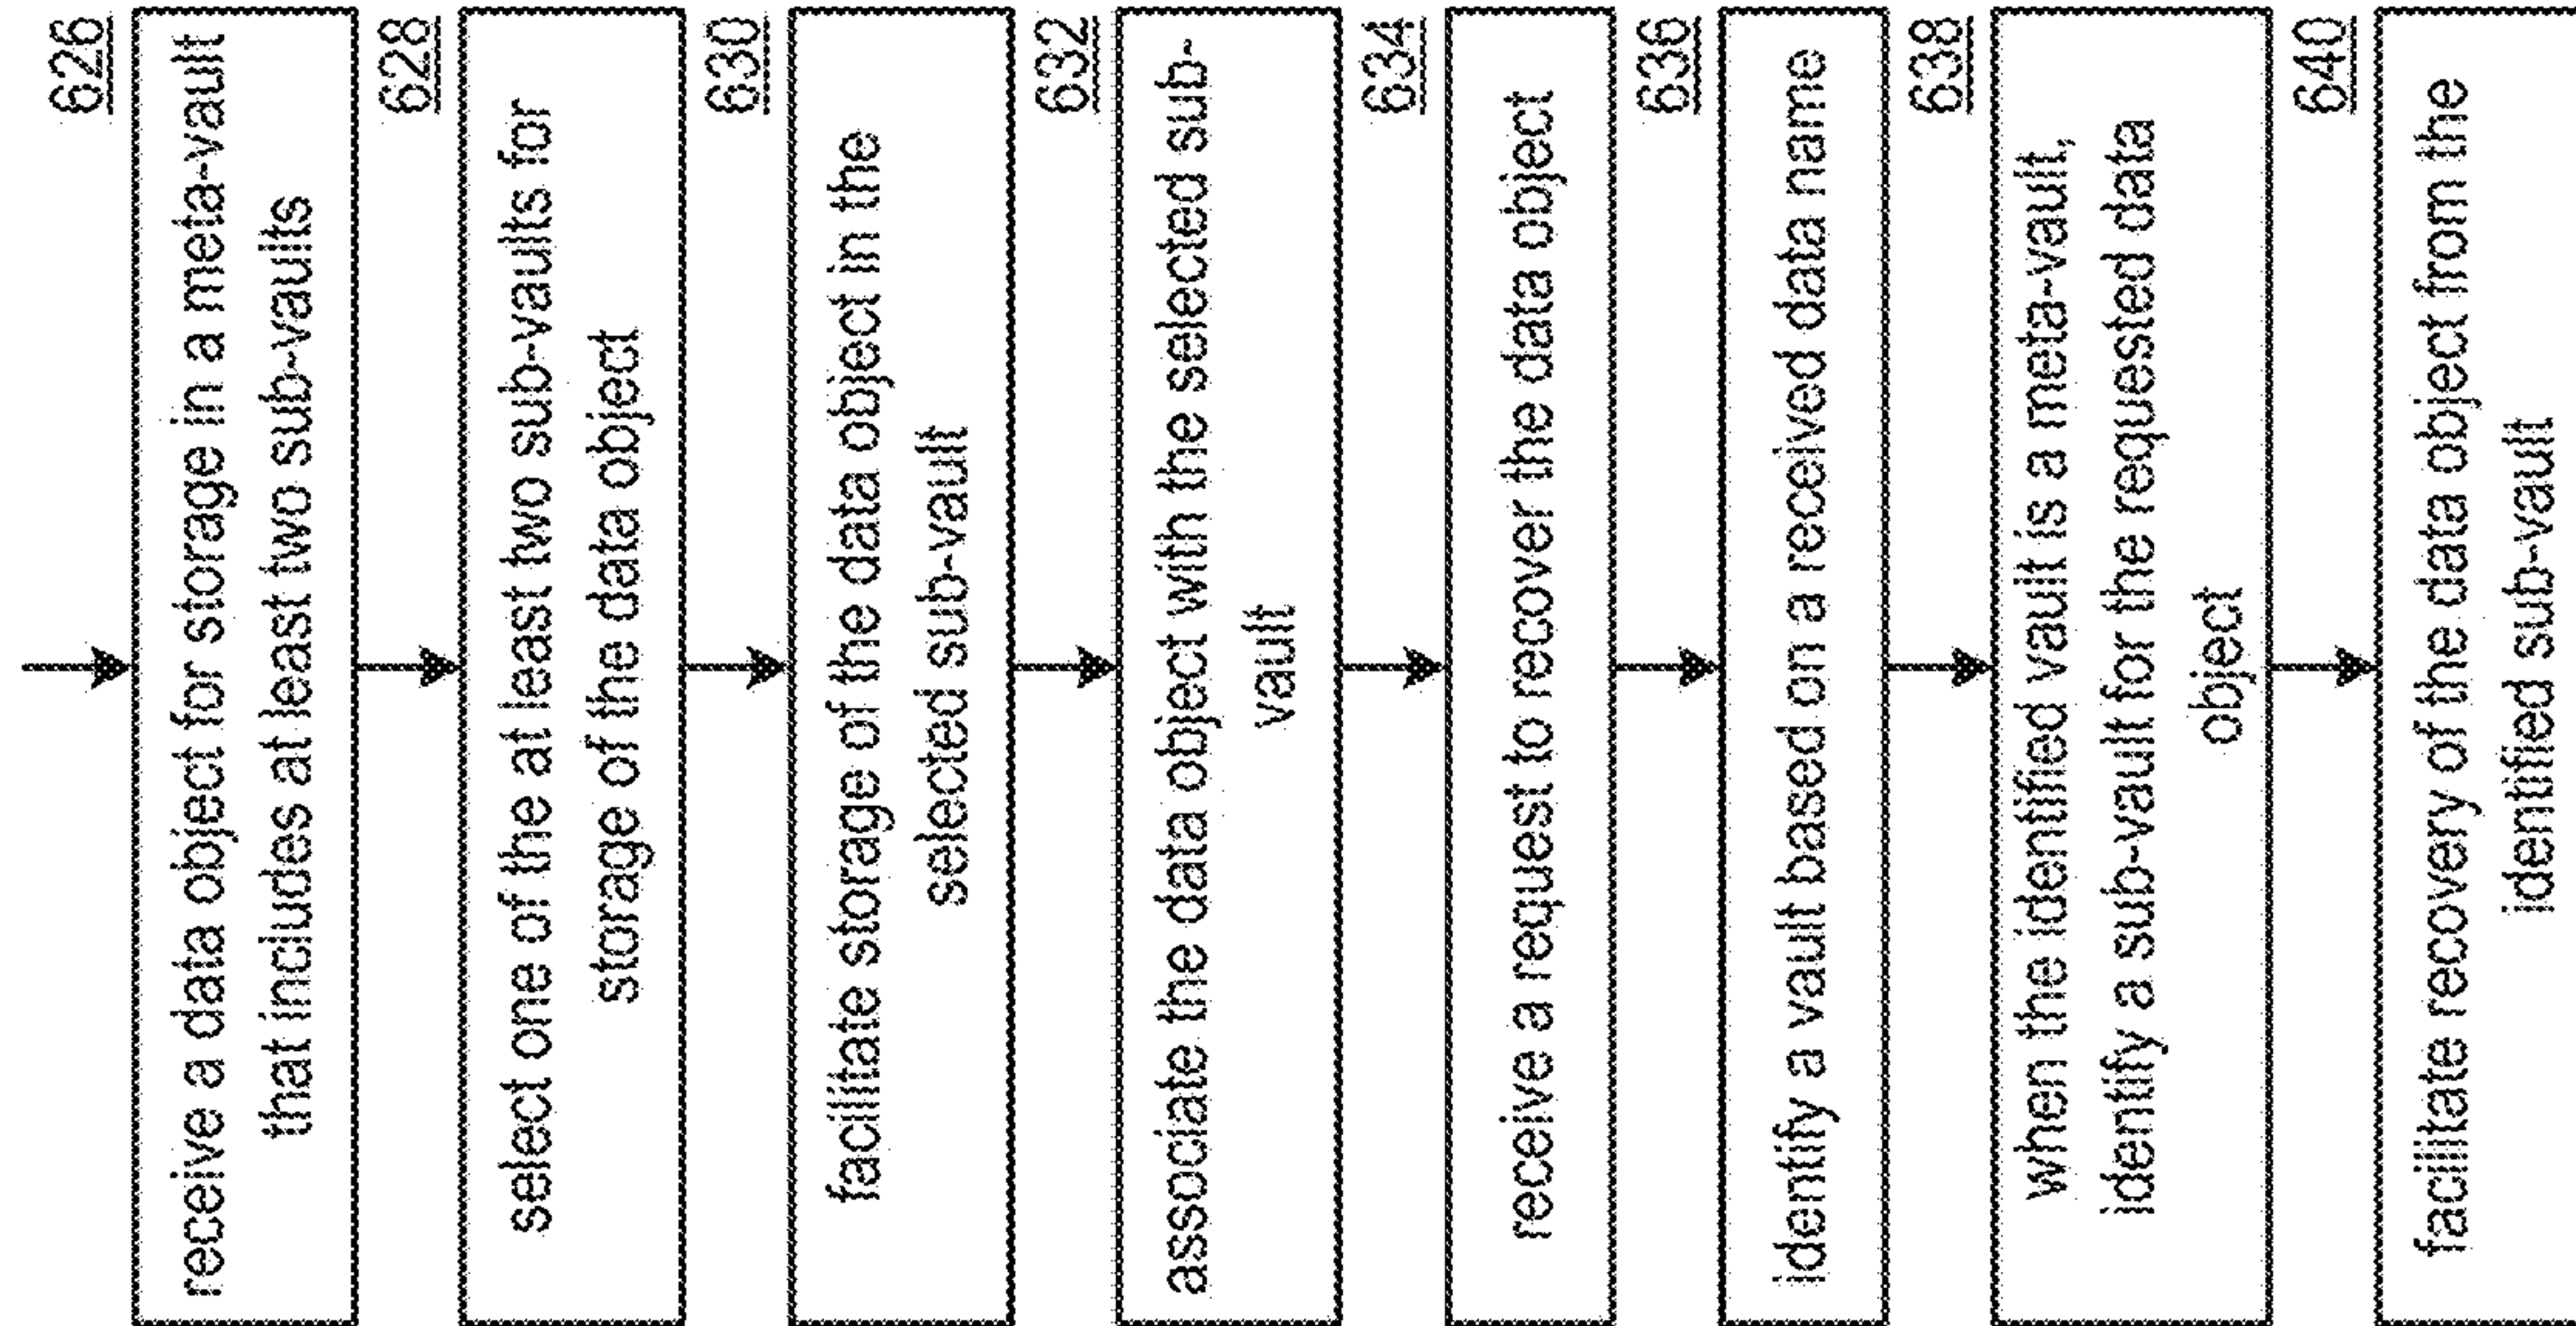 626
receive a data object for storage in a meta-vault
that includes at least two sub-vaults
628
select one of the at least two sub-vaults for
storage of the data object
630
facilitate storage of the data object in the
selected sub-vault
632
associate the data object with the selected sub-
vault
634
receive a request to recover the data object
636
identify a vault based on a received data name
638
when the identified vault is a meta-vault,
identify a sub-vault for the requested data
object
640
facilitate recovery of the data object from the
identified sub-vault